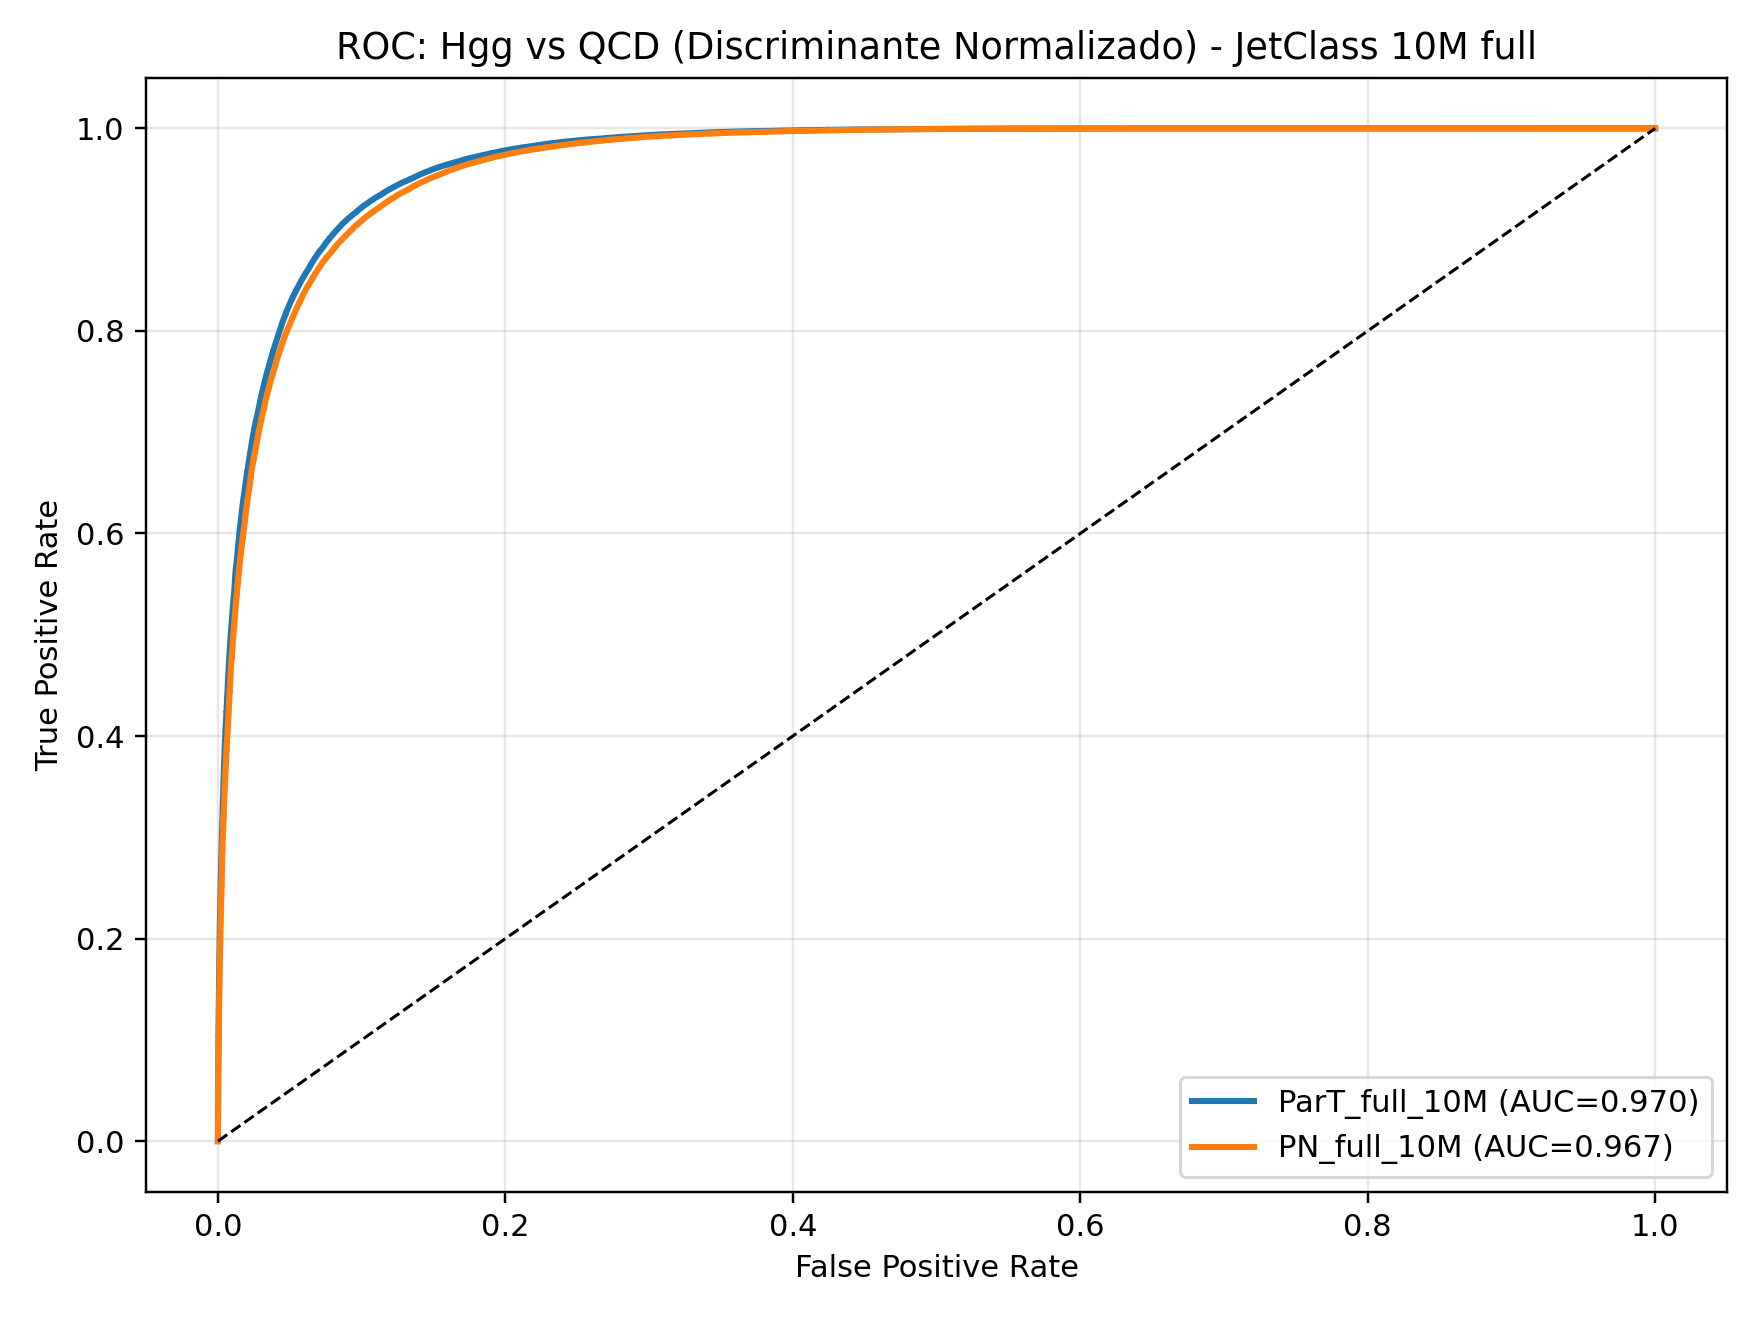 ROC: Hgg vs QCD (Discriminante Normalizado) - JetClass 10M full
True Positive Rate
1.0
0.8
0.6
0.4
0.2
0.0
0.0 0.2 0.4 0.6 0.8 1.0
False Positive Rate
ParT_full_10M (AUC=0.970)
PN_full_10M (AUC=0.967)